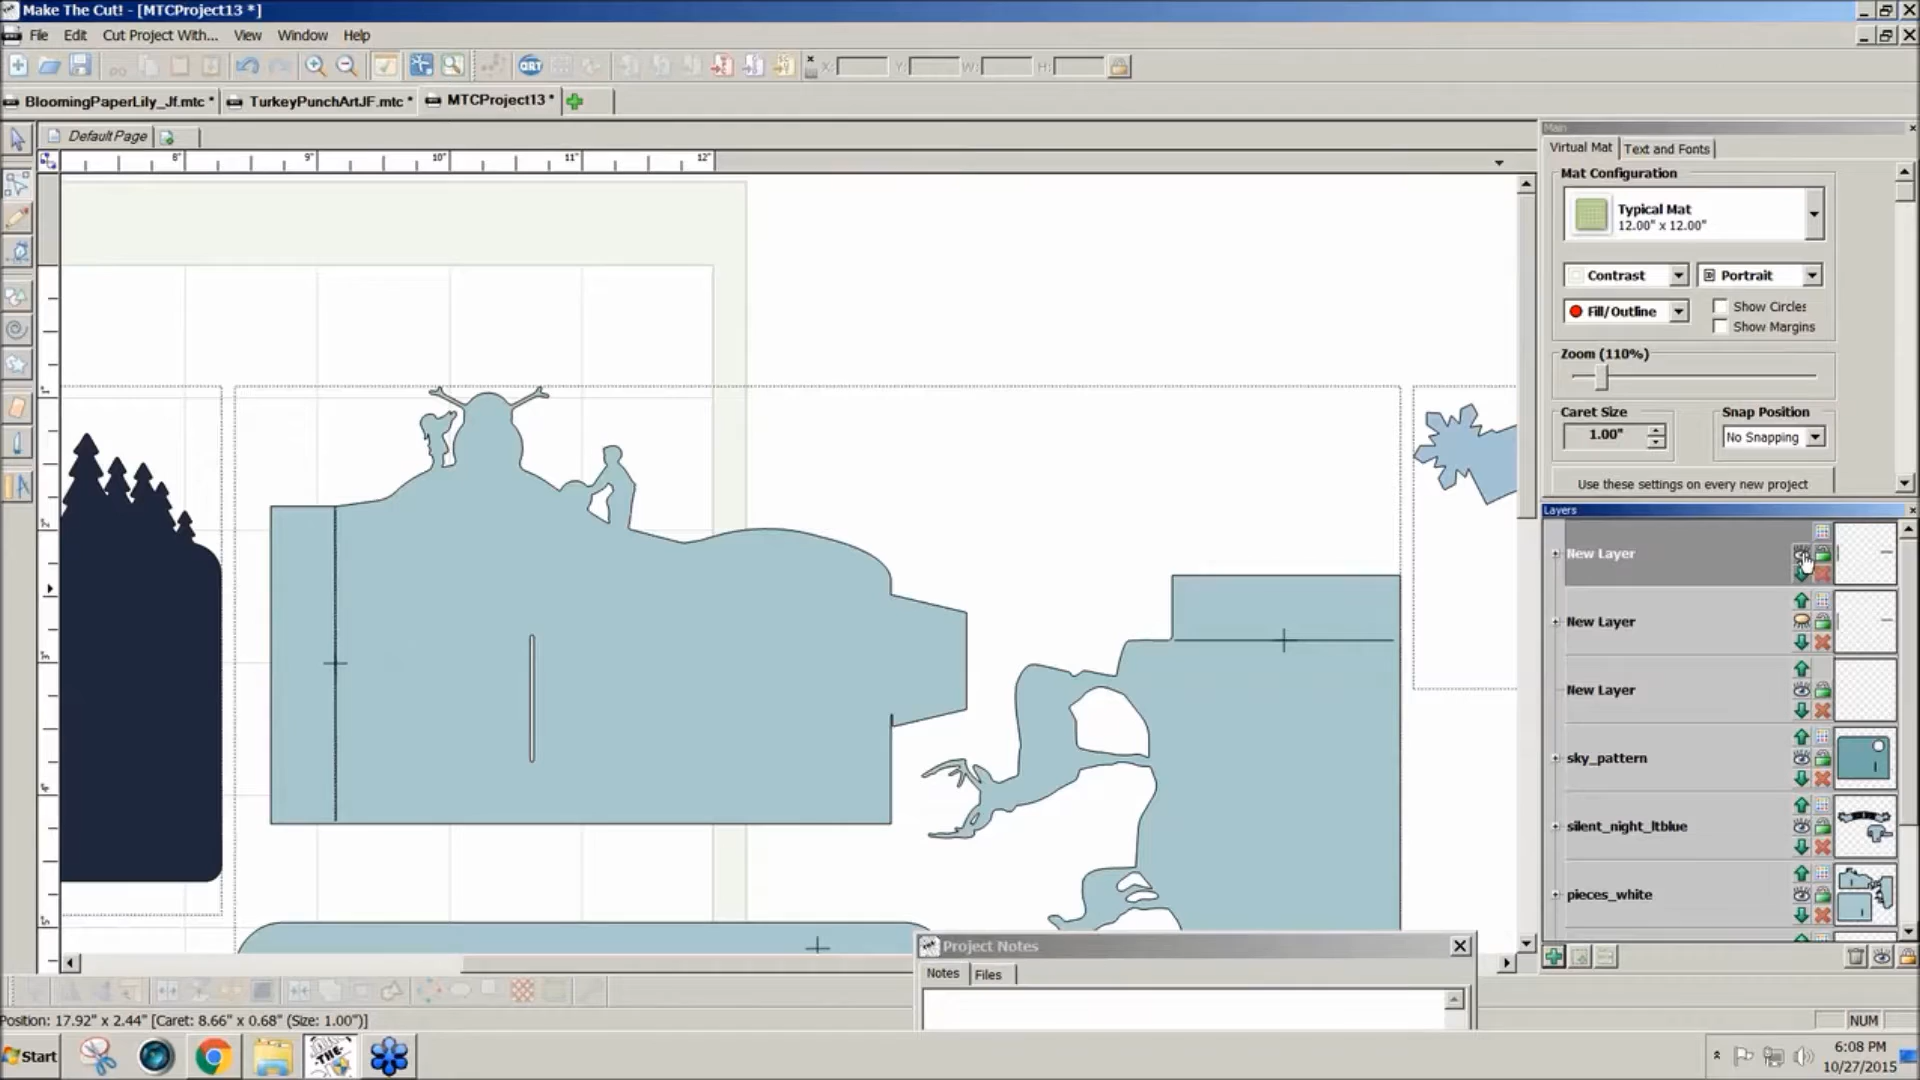 Make The Cut! - [MTCProject13 *]
File Edit Cut Project With... View Window Help
QRT X: Y: W: H:
BloomingPaperLily_Jf.mtc * TurkeyPunchArtJF.mtc * MTCProject13 *
DefaultPage
8" 9" 10" 11" 12"
Main
Virtual Mat Text and Fonts
Mat Configuration
Typical Mat
12.00" x 12.00"
Contrast Portrait
Fill/Outline Show Circles
Show Margins
Zoom (110%)
Caret Size Snap Position
1.00" No Snapping
Use these settings on every new project
Layers
New Layer
New Layer
New Layer
sky_pattern
silent_night_ltblue
pieces_white
Project Notes
Notes Files
Position: 17.92" x 2.44" [Caret: 8.66" x 0.68" (Size: 1.00")]
NUM
Start
-THE-
6:08 PM
10/27/2015